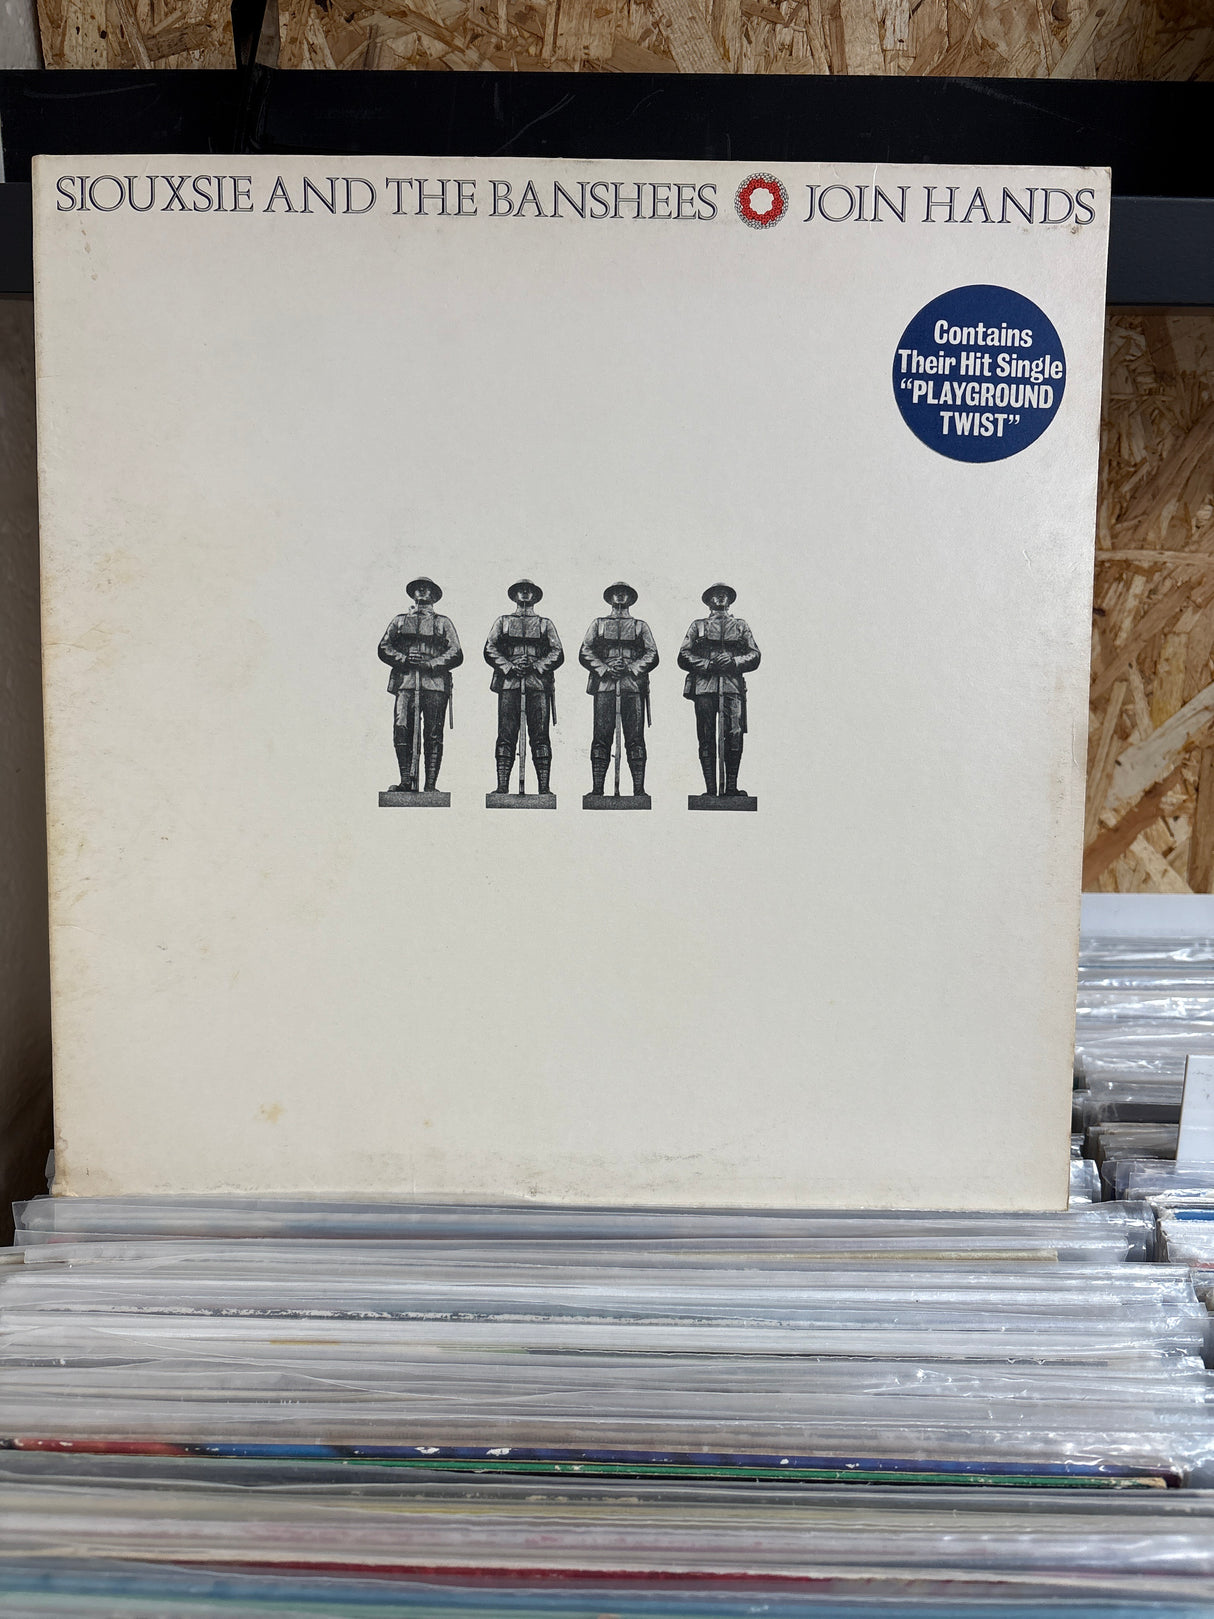 SIOUXSIE AND THE BANSHEES JOIN HANDS
Contains
Their Hit Single
“PLAYGROUND
TWIST”